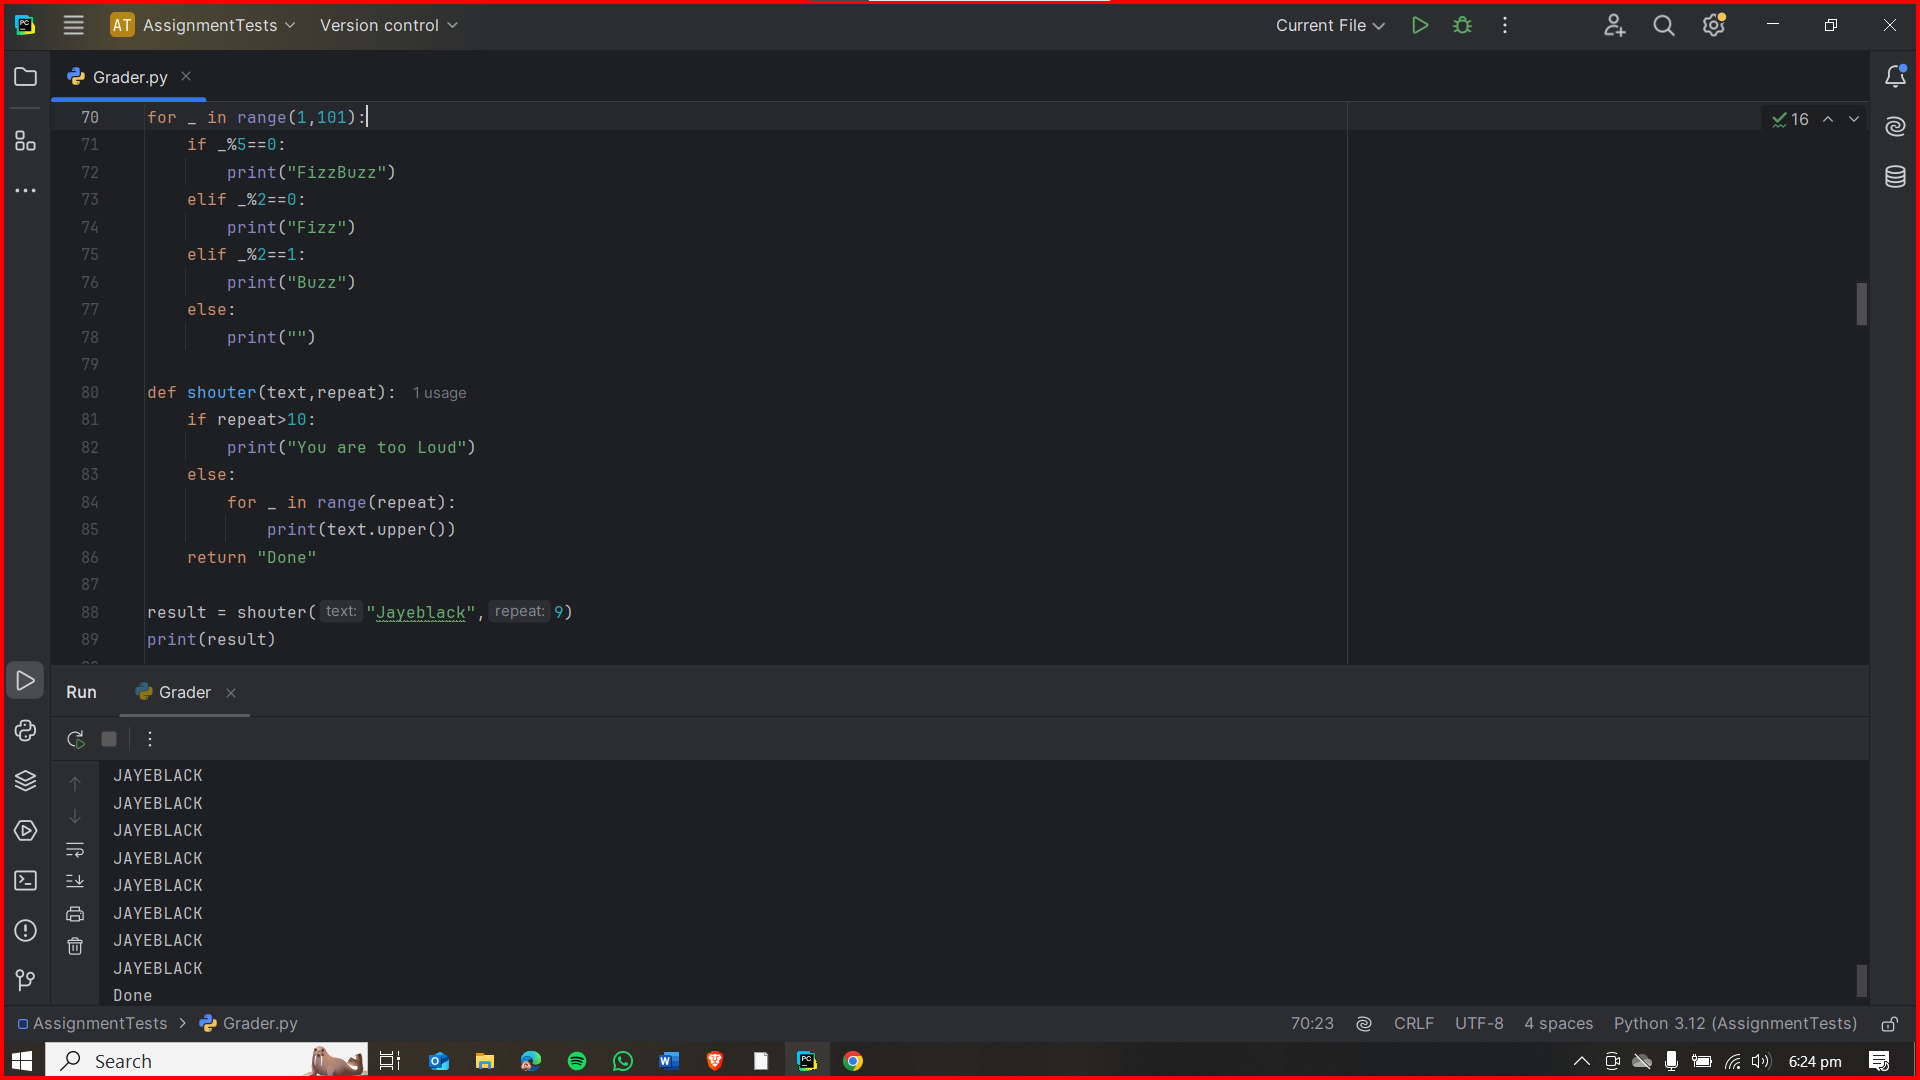 AT AssignmentTests Version control Current File
Grader.py
70 for _ in range(1,101): 16
71 if _%5==0:
72 print("FizzBuzz")
73 elif _%2==0:
74 print("Fizz")
75 elif _%2==1:
76 print("Buzz")
77 else:
78 print("")
79
80 def shouter(text,repeat): 1 usage
81 if repeat>10:
82 print("You are too Loud")
83 else:
84 for _ in range(repeat):
85 print(text.upper())
86 return "Done"
87
88 result = shouter( text: "Jayeblack", repeat: 9)
89 print(result)
Run Grader
JAYEBLACK
JAYEBLACK
JAYEBLACK
JAYEBLACK
JAYEBLACK
JAYEBLACK
JAYEBLACK
JAYEBLACK
Done
AssignmentTests > Grader.py 70:23 CRLF UTF-8 4 spaces Python 3.12 (AssignmentTests)
Search 6:24 pm